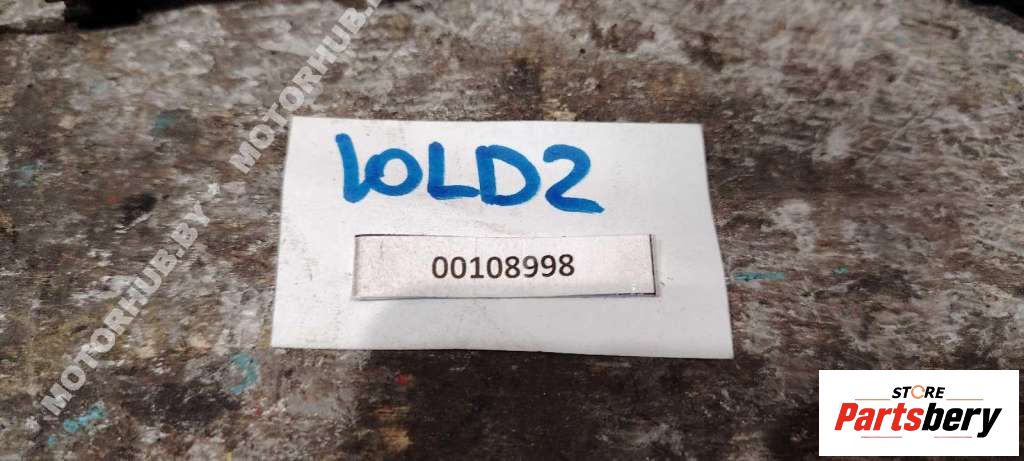 MOTORHUB.BY * MOTORHUB.BY
10LD2
00108998
STORE
Partsbery